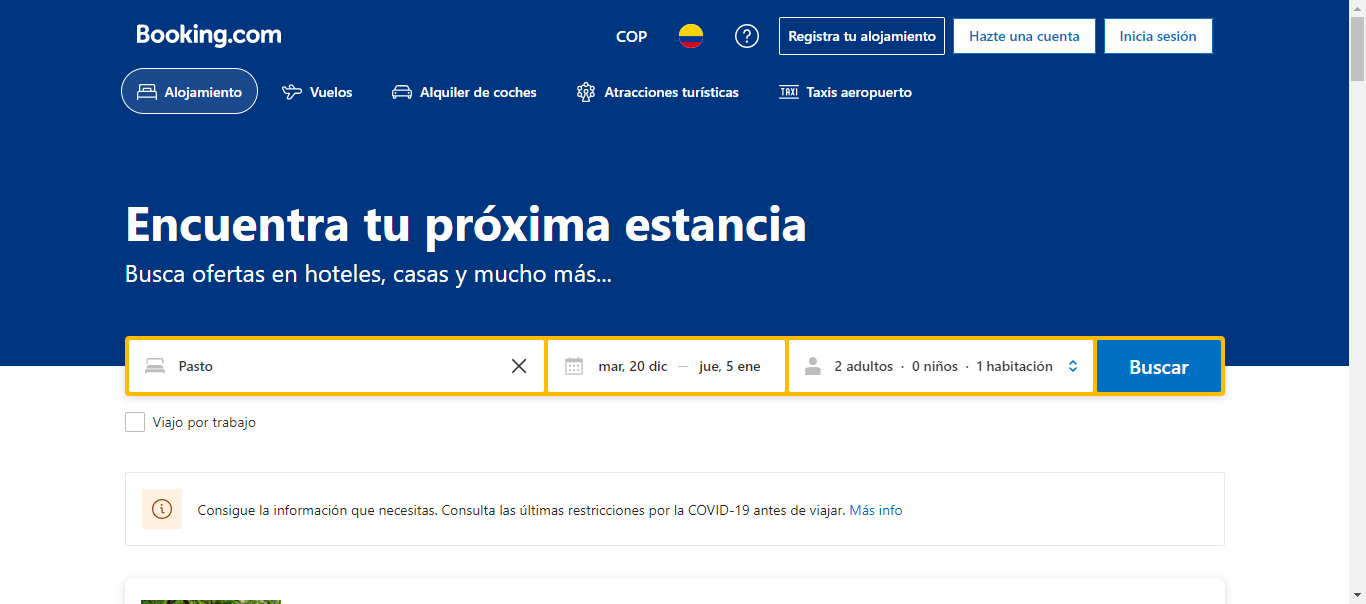 Booking.com
COP
?
Registra tu alojamiento
Hazte una cuenta
Inicia sesión
Alojamiento
Vuelos
Alquiler de coches
Atracciones turísticas
TAXI Taxis aeropuerto
Encuentra tu próxima estancia
Busca ofertas en hoteles, casas y mucho más...
Pasto
mar, 20 dic — jue, 5 ene
2 adultos · 0 niños · 1 habitación
Buscar
Viajo por trabajo
Consigue la información que necesitas. Consulta las últimas restricciones por la COVID-19 antes de viajar. Más info